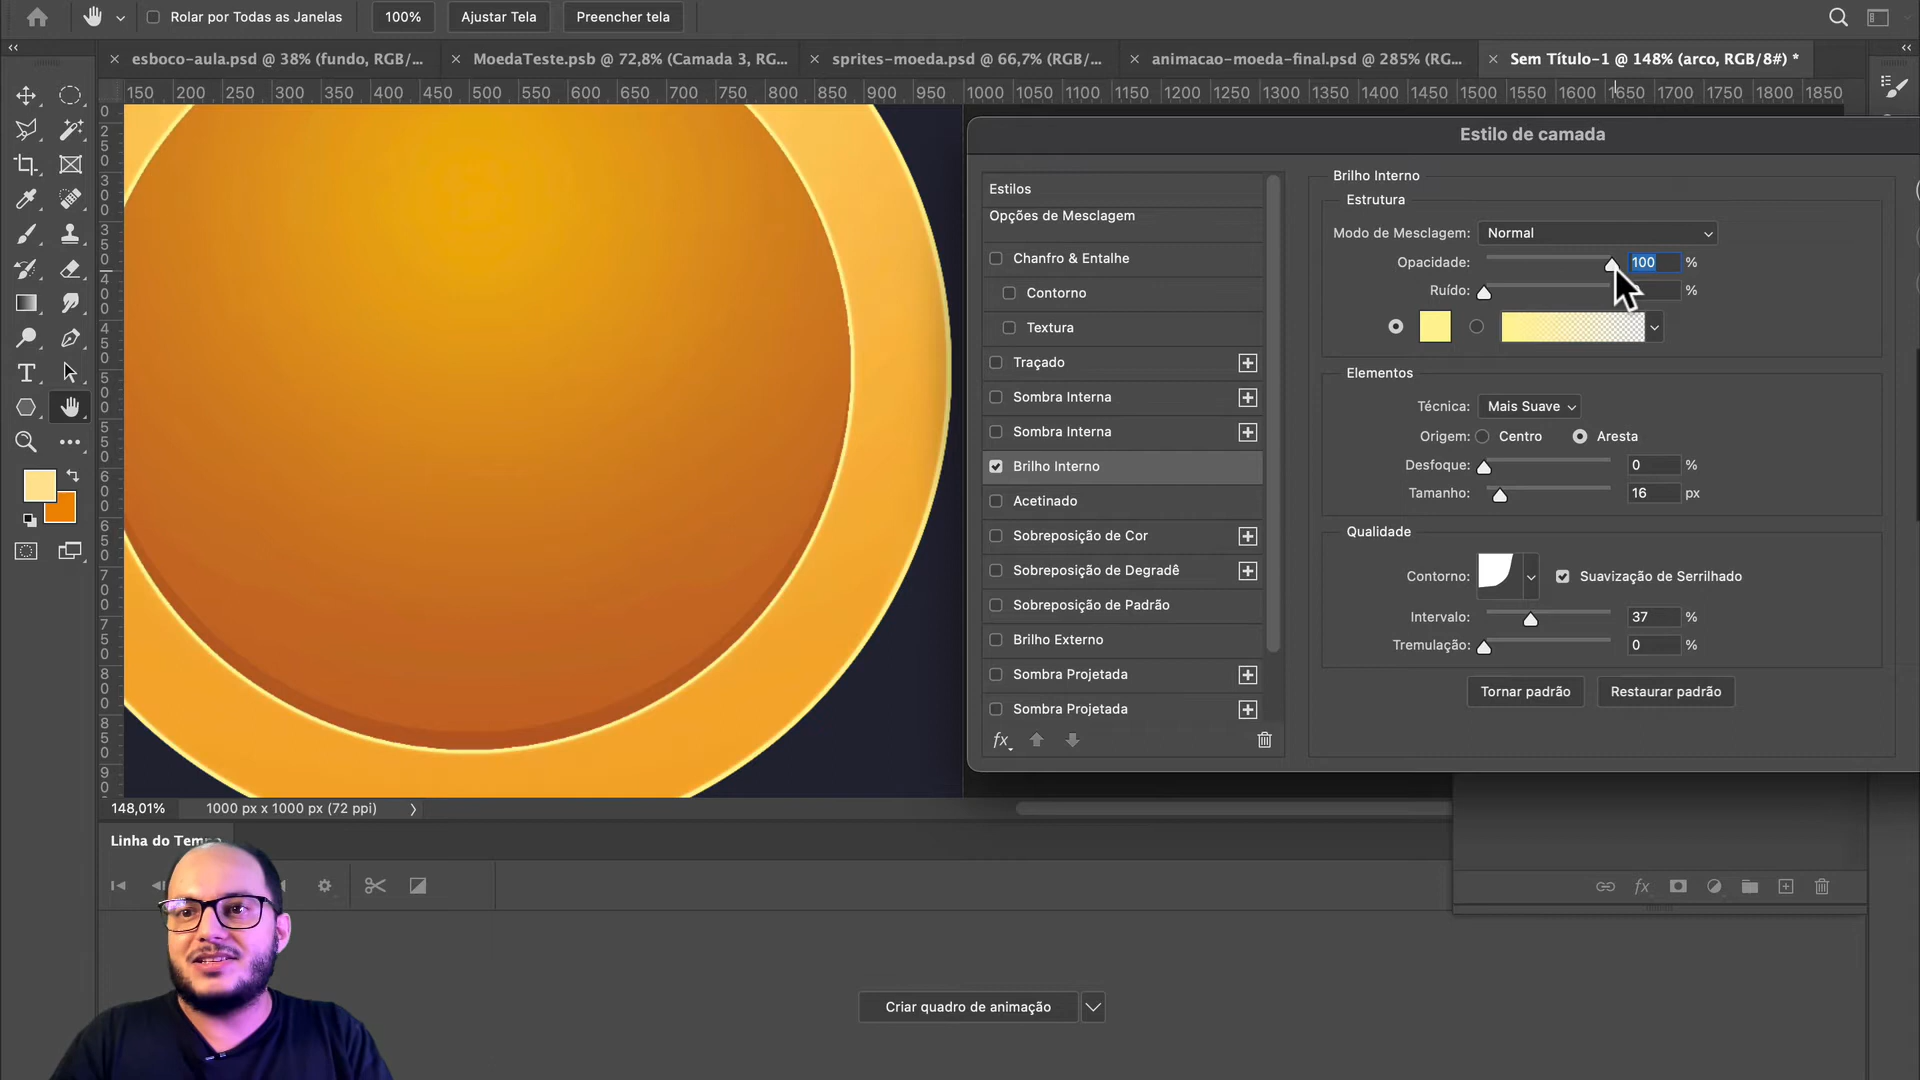 Rolar por Todas as Janelas
100%
Ajustar Tela
Preencher tela
esboco-aula.psd @ 38% (fundo, RGB/...
MoedaTeste.psb @ 72,8% (Camada 3, RG...
sprites-moeda.psd @ 66,7% (RGB/...
animacao-moeda-final.psd @ 285% (RG...
Sem Título-1 @ 148% (arco, RGB/8#) *
150 200 250 300 350 400 450 500 550 600 650 700 750 800 850 900 950 1000 1050 1100 1150 1200 1250 1300 1350 1400 1450 1500 1550 1600 1650 1700 1750 1800 1850
Estilo de camada
Estilos
Opções de Mesclagem
Chanfro & Entalhe
Contorno
Textura
Traçado
Sombra Interna
Sombra Interna
Brilho Interno
Acetinado
Sobreposição de Cor
Sobreposição de Degradê
Sobreposição de Padrão
Brilho Externo
Sombra Projetada
Sombra Projetada
fx
Brilho Interno
Estrutura
Modo de Mesclagem: Normal
Opacidade: 100 %
Ruído: %
Elementos
Técnica: Mais Suave
Origem: Centro Aresta
Desfoque: 0 %
Tamanho: 16 px
Qualidade
Contorno: Suavização de Serrilhado
Intervalo: 37 %
Tremulação: 0 %
Tornar padrão
Restaurar padrão
148,01%
1000 px x 1000 px (72 ppi)
Linha do Temp
fx
Criar quadro de animação